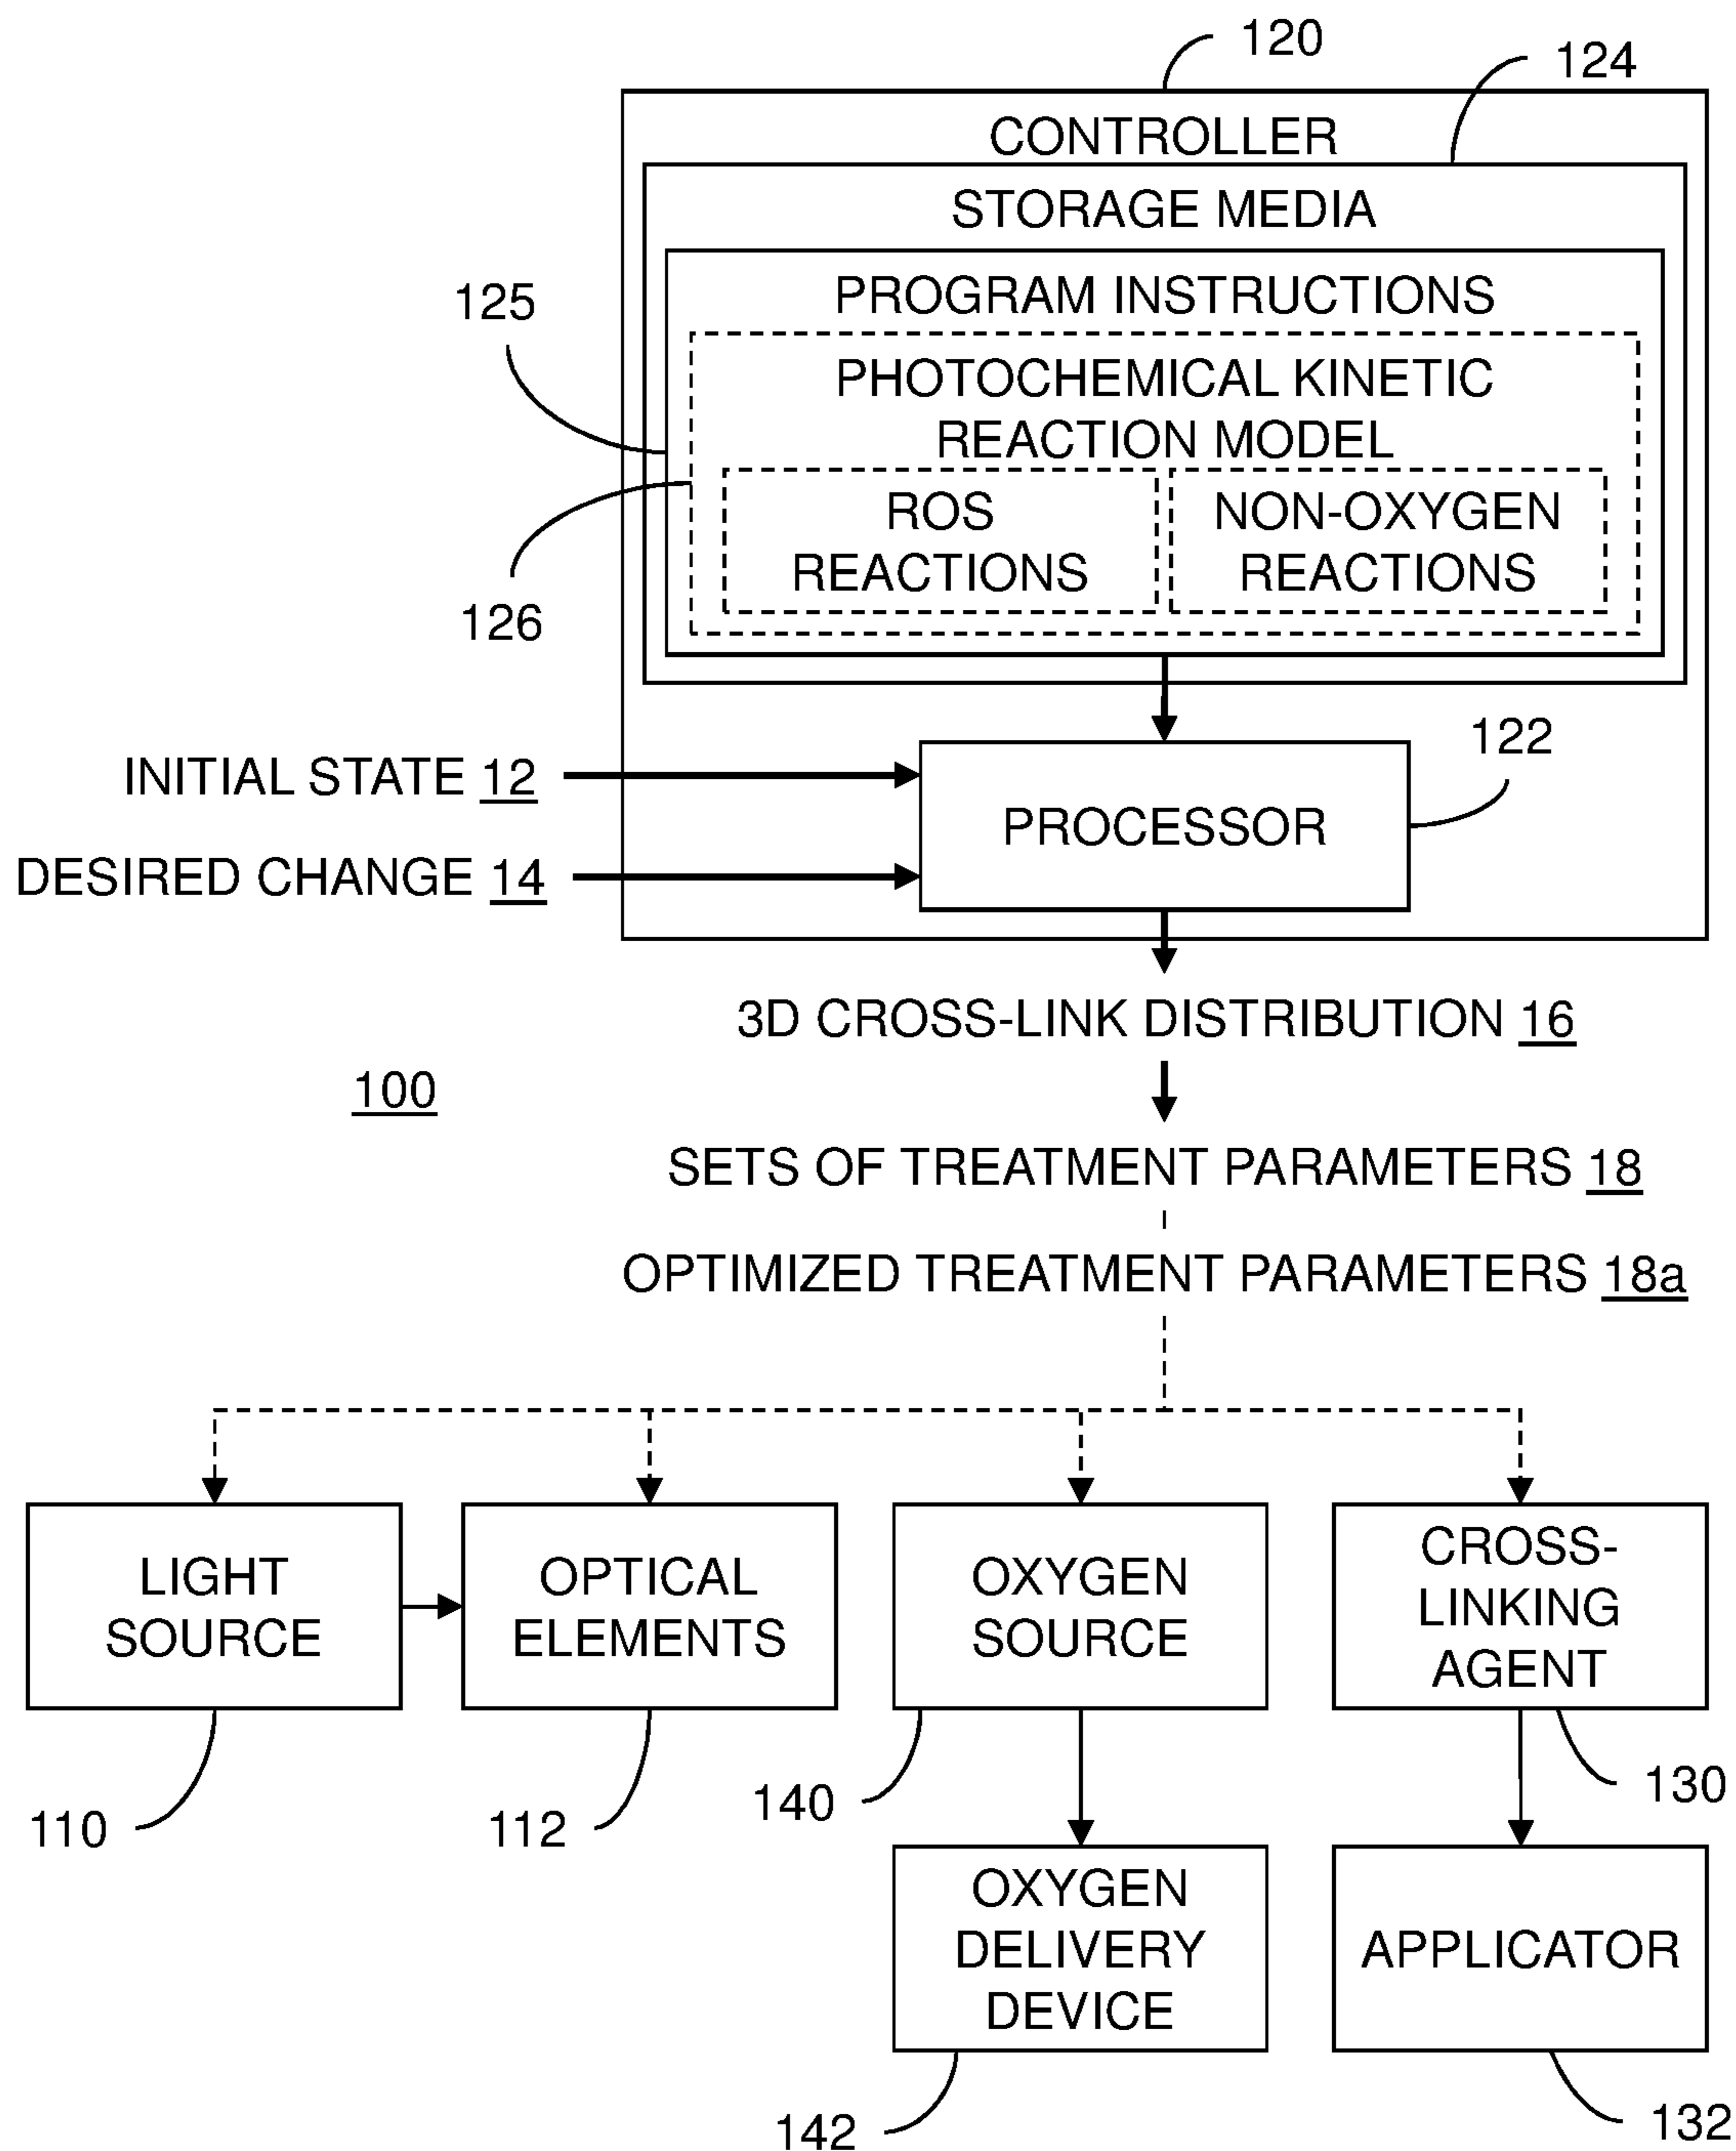 120
124
CONTROLLER
STORAGE MEDIA
PROGRAM INSTRUCTIONS
125
PHOTOCHEMICAL KINETIC
REACTION MODEL
ROS
REACTIONS
NON-OXYGEN
REACTIONS
126
122
INITIAL STATE 12
PROCESSOR
DESIRED CHANGE 14
3D CROSS-LINK DISTRIBUTION 16
100
SETS OF TREATMENT PARAMETERS 18
OPTIMIZED TREATMENT PARAMETERS 18a
LIGHT
SOURCE
OPTICAL
ELEMENTS
OXYGEN
SOURCE
CROSS-
LINKING
AGENT
110
112
140
130
OXYGEN
DELIVERY
DEVICE
APPLICATOR
142
132